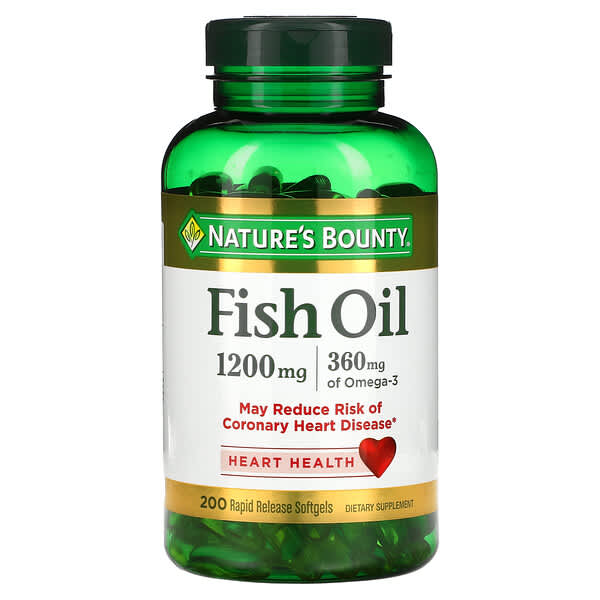 NATURE'S BOUNTY®
Fish Oil
1200 mg | 360 mg
of Omega-3
May Reduce Risk of
Coronary Heart Disease*
HEART HEALTH
200 Rapid Release Softgels DIETARY SUPPLEMENT